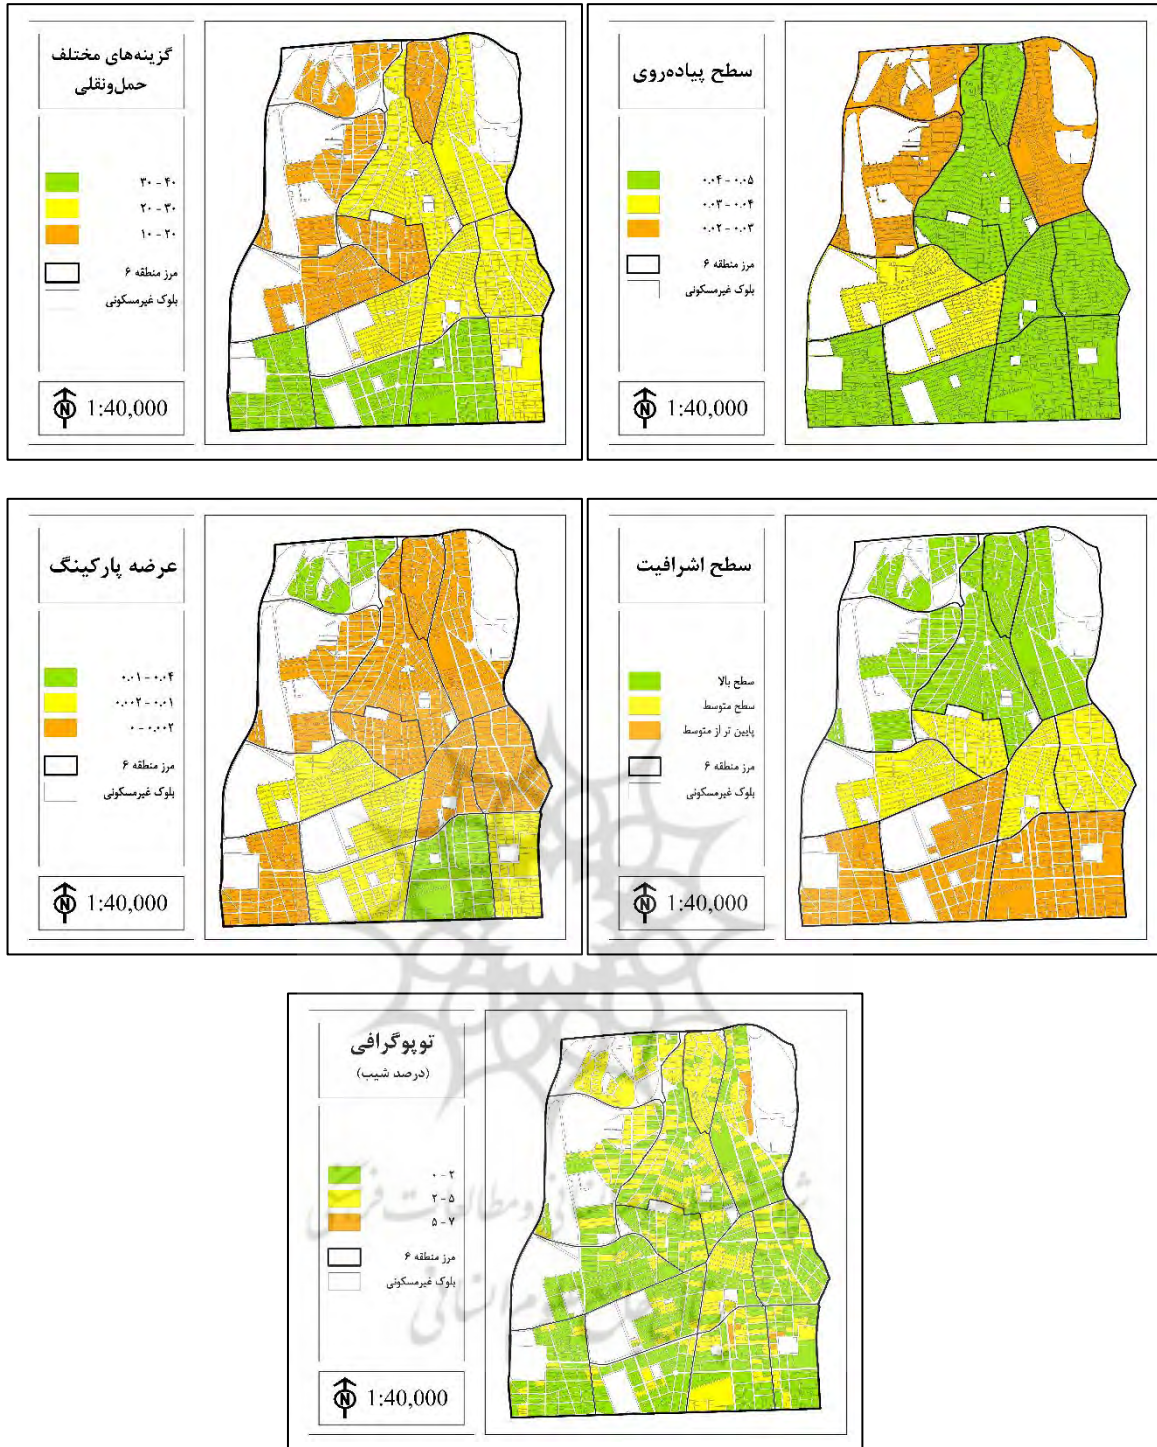 گزینه‌های مختلف
حمل‌ونقلی
۳۰ - ۴۰
۲۰ - ۳۰
۱۰ - ۲۰
مرز منطقه ۶
بلوک غیرمسکونی
N 1:40,000
سطح پیاده‌روی
۰.۰۴ - ۰.۰۵
۰.۰۳ - ۰.۰۴
۰.۰۲ - ۰.۰۳
مرز منطقه ۶
بلوک غیرمسکونی
N 1:40,000
عرضه پارکینگ
۰.۰۱ - ۰.۰۴
۰.۰۰۲ - ۰.۰۱
۰ - ۰.۰۰۲
مرز منطقه ۶
بلوک غیرمسکونی
N 1:40,000
سطح اشرافیت
سطح بالا
سطح متوسط
پایین تر از متوسط
مرز منطقه ۶
بلوک غیرمسکونی
N 1:40,000
توپوگرافی
(درصد شیب)
۰ - ۲
۲ - ۵
۵ - ۷
مرز منطقه ۶
بلوک غیرمسکونی
N 1:40,000